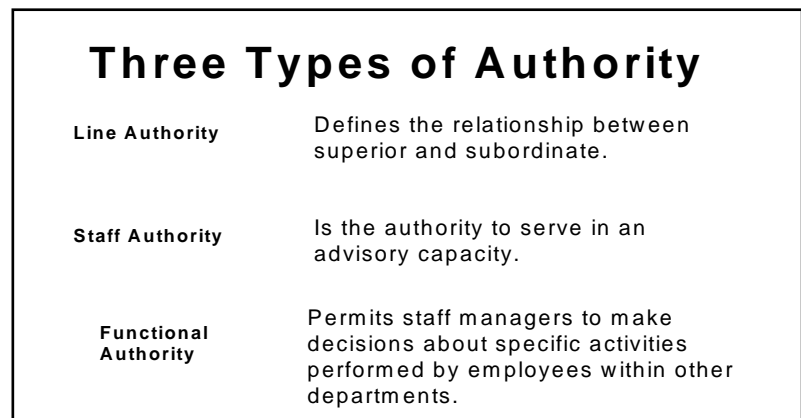 Three Types of Authority
Line Authority
Defines the relationship between
superior and subordinate.
Staff Authority
Is the authority to serve in an
advisory capacity.
Functional
Authority
Permits staff managers to make
decisions about specific activities
performed by employees within other
departments.